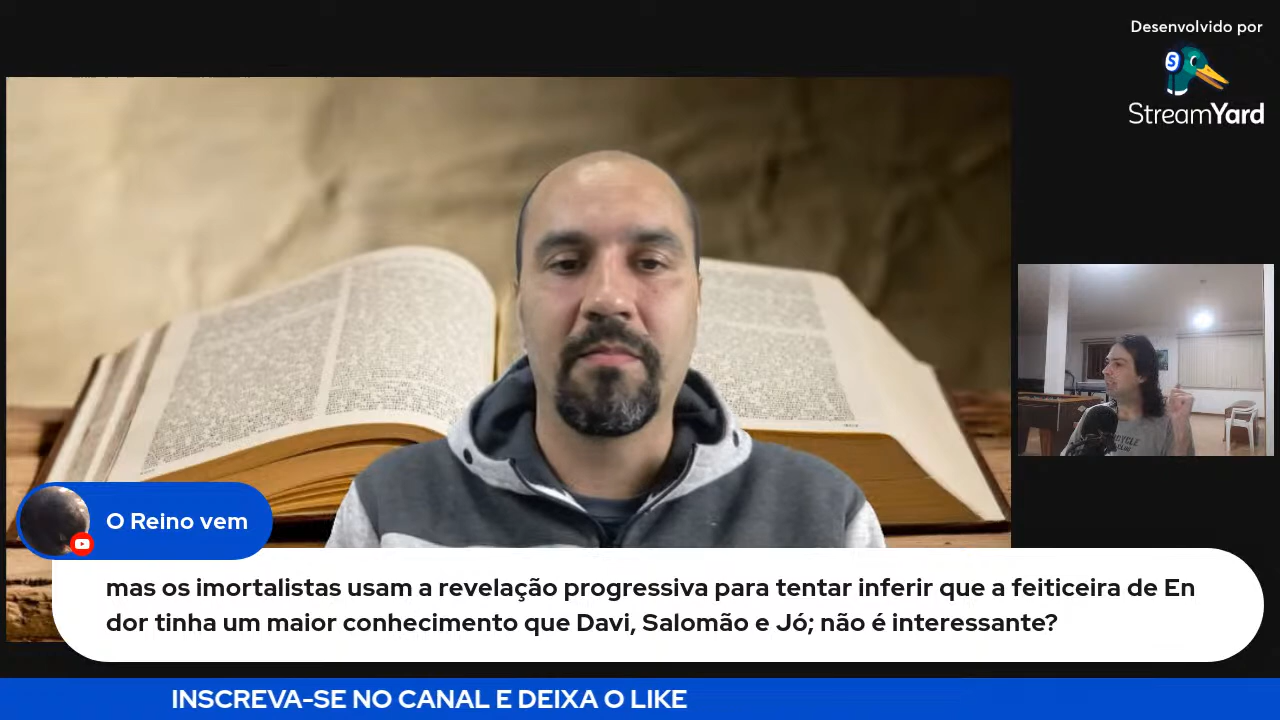 Desenvolvido por
StreamYard
O Reino vem
mas os imortalistas usam a revelação progressiva para tentar inferir que a feiticeira de En
dor tinha um maior conhecimento que Davi, Salomão e Jó; não é interessante?
INSCREVA-SE NO CANAL E DEIXA O LIKE